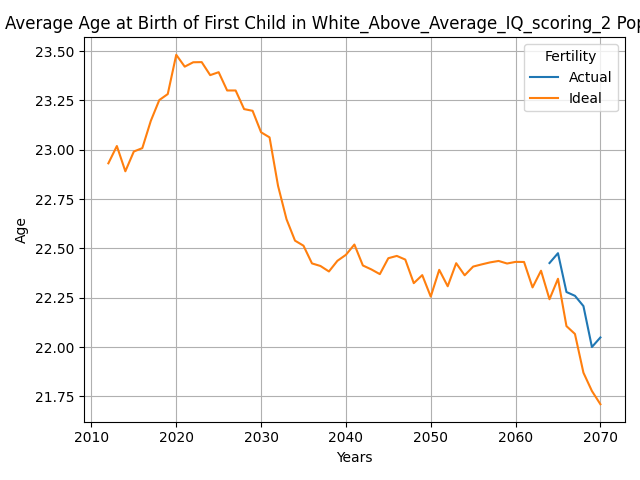 Average Age at Birth of First Child in White_Above_Average_IQ_scoring_2 Pop
Fertility
Actual
Ideal
23.50
23.25
23.00
22.75
22.50
22.25
22.00
21.75
Age
2010 2020 2030 2040 2050 2060 2070
Years